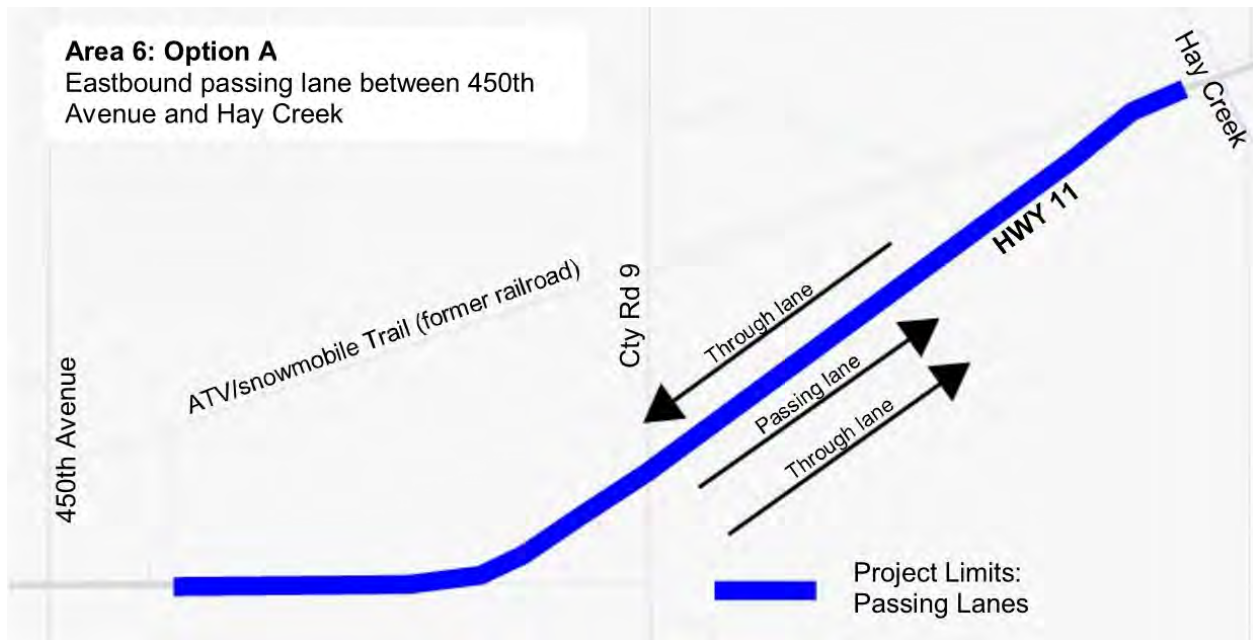 Area 6: Option A
Eastbound passing lane between 450th
Avenue and Hay Creek
Hay Creek
HWY 11
ATV/snowmobile Trail (former railroad)
Cty Rd 9
450th Avenue
Through lane
Passing lane
Through lane
Project Limits:
Passing Lanes